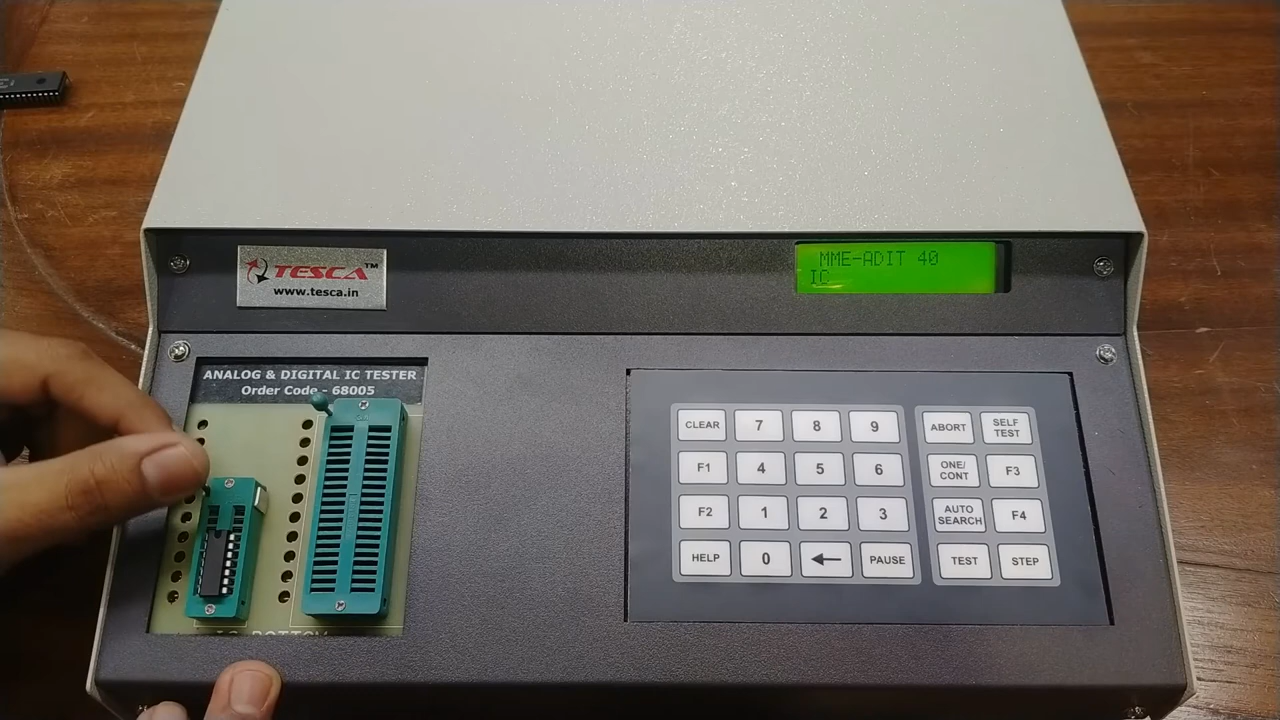 MME-ADIT 40
IC
TESCA™
www.tesca.in
ANALOG & DIGITAL IC TESTER
Order Code - 68005
CLEAR 7 8 9 ABORT SELF TEST
F1 4 5 6 ONE/ CONT F3
F2 1 2 3 AUTO SEARCH F4
HELP 0 ← PAUSE TEST STEP